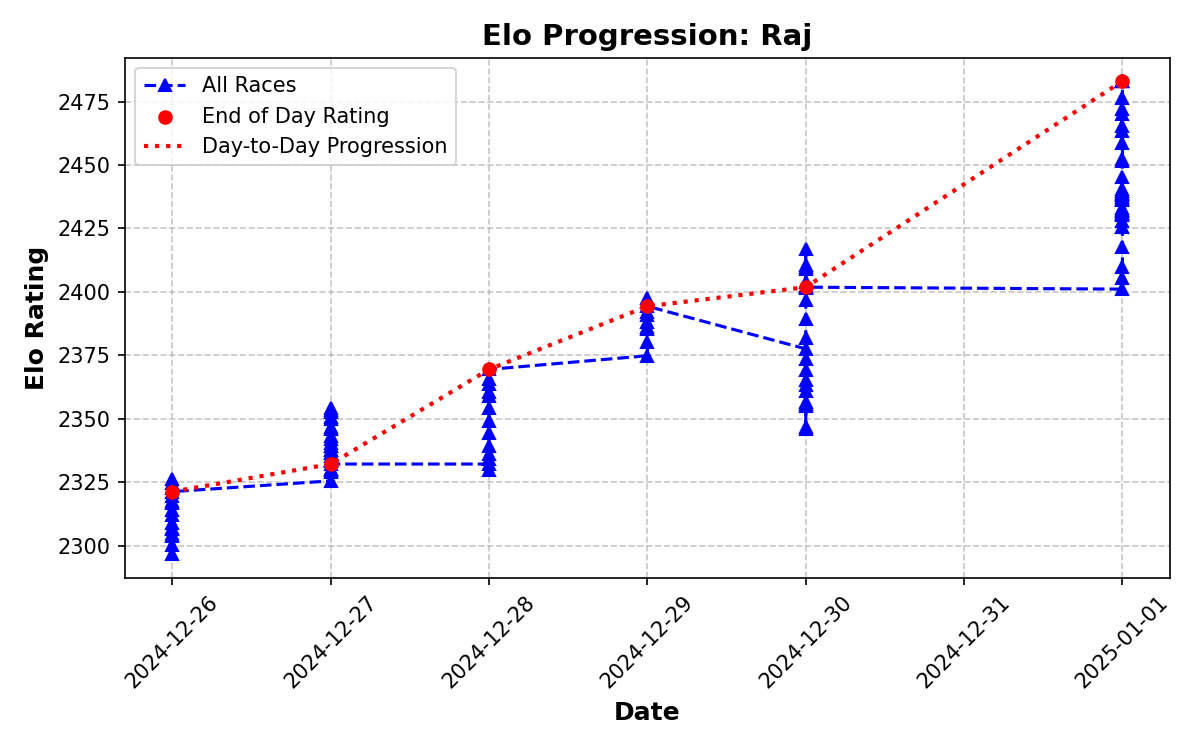 Elo Progression: Raj
All Races
End of Day Rating
Day-to-Day Progression
Elo Rating
2475
2450
2425
2400
2375
2350
2325
2300
2024-12-26
2024-12-27
2024-12-28
2024-12-29
2024-12-30
2024-12-31
2025-01-01
Date